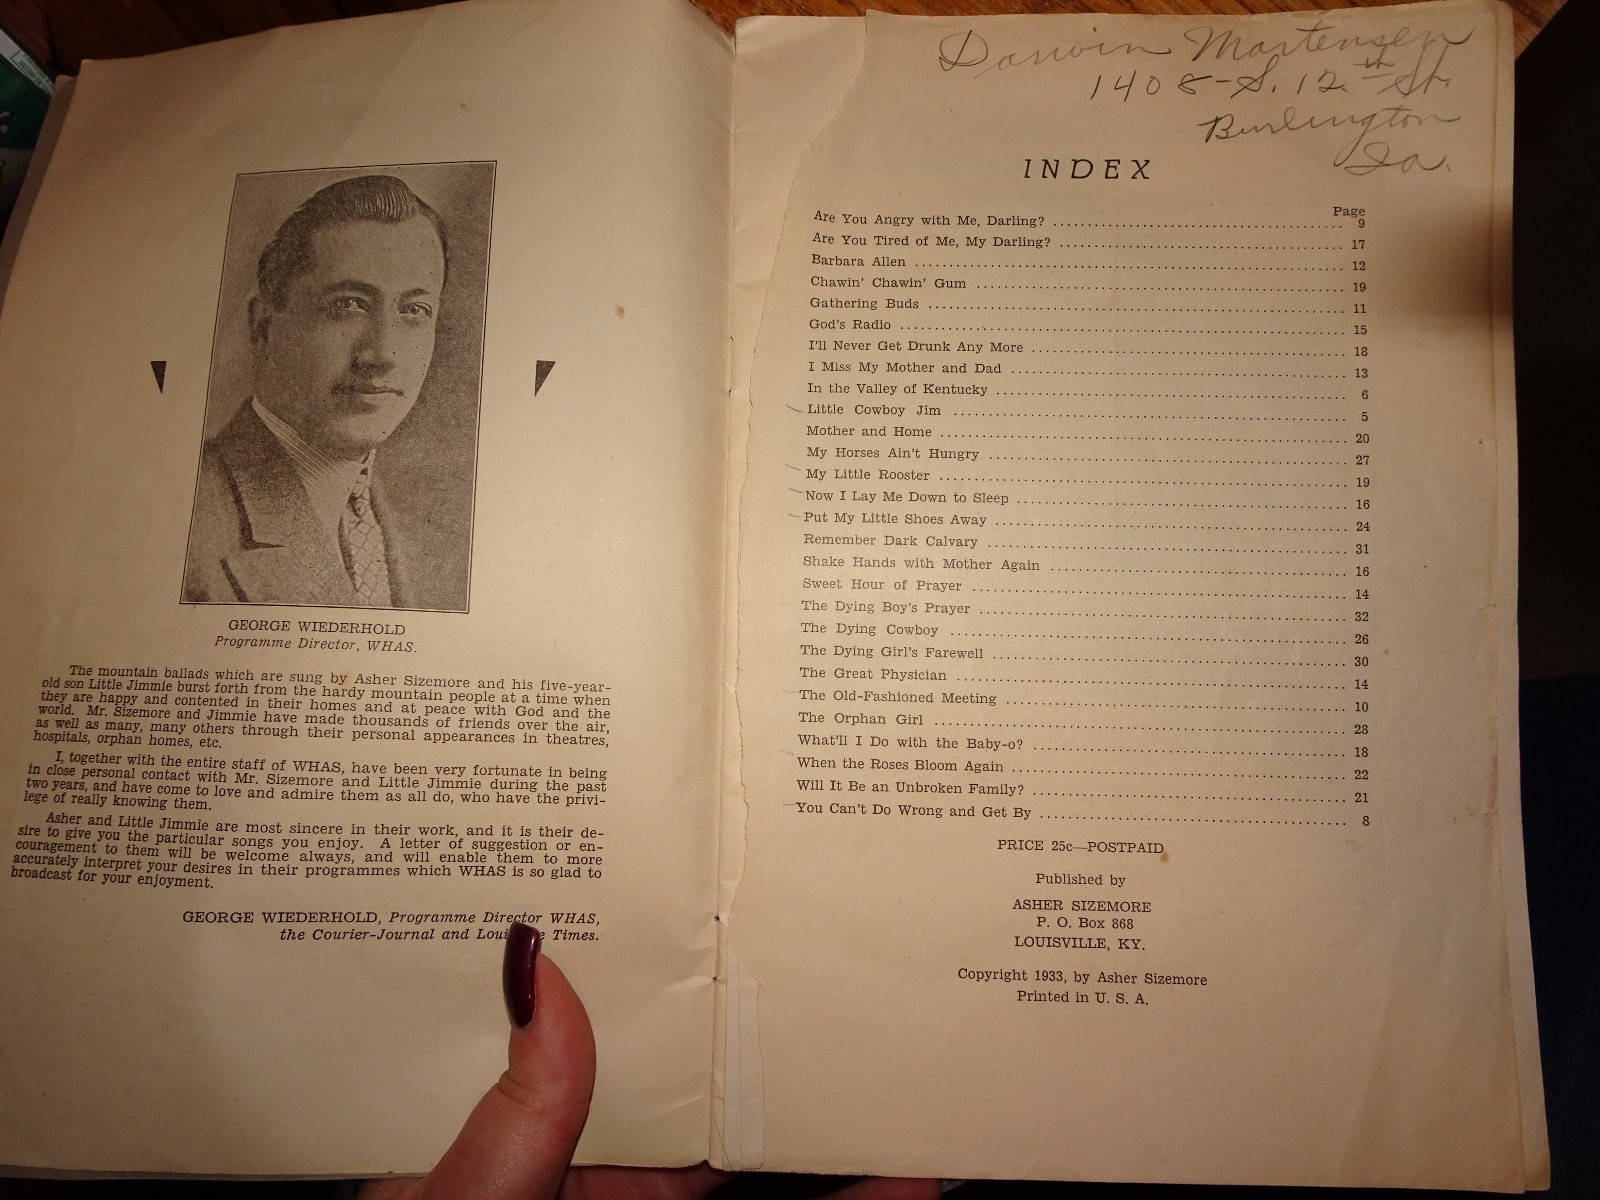 GEORGE WIEDERHOLD
Programme Director, WHAS.
The mountain ballads which are sung by Asher Sizemore and his five-year-
old son Little Jimmie burst forth from the hardy mountain people at a time when
they are happy and contented in their homes and at peace with God and the
world. Mr. Sizemore and Jimmie have made thousands of friends over the air,
as well as many, many others through their personal appearances in theatres,
hospitals, orphan homes, etc.
I, together with the entire staff of WHAS, have been very fortunate in being
in close personal contact with Mr. Sizemore and Little Jimmie during the past
two years, and have come to love and admire them as all do, who have the privi-
lege of really knowing them.
Asher and Little Jimmie are most sincere in their work, and it is their de-
sire to give you the particular songs you enjoy. A letter of suggestion or en-
couragement to them will be welcome always, and will enable them to more
accurately interpret your desires in their programmes which WHAS is so glad to
broadcast for your enjoyment.
GEORGE WIEDERHOLD, Programme Director WHAS,
the Courier-Journal and Times.
Darwin Martensen
1408-S. 12th St.
Burlington
Ia.
INDEX
Page
Are You Angry with Me, Darling? 9
Are You Tired of Me, My Darling? 17
Barbara Allen 12
Chawin' Chawin' Gum 19
Gathering Buds 11
God's Radio 15
I'll Never Get Drunk Any More 18
I Miss My Mother and Dad 13
In the Valley of Kentucky 6
Little Cowboy Jim 5
Mother and Home 20
My Horses Ain't Hungry 27
My Little Rooster 19
Now I Lay Me Down to Sleep 16
Put My Little Shoes Away 24
Remember Dark Calvary 31
Shake Hands with Mother Again 16
Sweet Hour of Prayer 14
The Dying Boy's Prayer 32
The Dying Cowboy 26
The Dying Girl's Farewell 30
The Great Physician 14
The Old-Fashioned Meeting 10
The Orphan Girl 28
What'll I Do with the Baby-o? 18
When the Roses Bloom Again 22
Will It Be an Unbroken Family? 21
You Can't Do Wrong and Get By 8
PRICE 25c—POSTPAID
Published by
ASHER SIZEMORE
P. O. Box 868
LOUISVILLE, KY.
Copyright 1933, by Asher Sizemore
Printed in U. S. A.